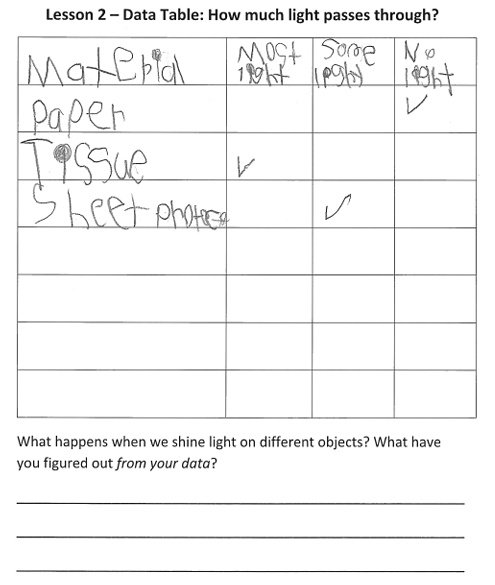 Lesson 2 – Data Table: How much light passes through?
Material Most light Some light No light
Paper ✓
Tissue ✓
Sheet ✓
What happens when we shine light on different objects? What have
you figured out from your data?